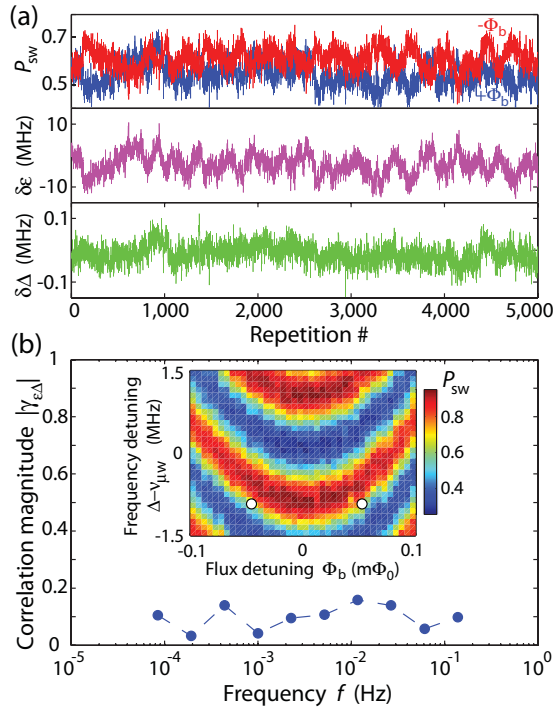 (a)
0.7
0.5
P_sw
-Φ_b
+Φ_b
10
-10
δε (MHz)
0.1
-0.1
δΔ (MHz)
0 1,000 2,000 3,000 4,000 5,000
Repetition #
(b)
1
0.8
0.6
0.4
0.2
0
Correlation magnitude |γ_εΔ|
1.5
0
-1.5
Frequency detuning
Δ−ν_μw (MHz)
-0.1 0 0.1
Flux detuning Φ_b (mΦ_0)
P_sw
0.8
0.6
0.4
10^-5 10^-4 10^-3 10^-2 10^-1 10^0
Frequency f (Hz)